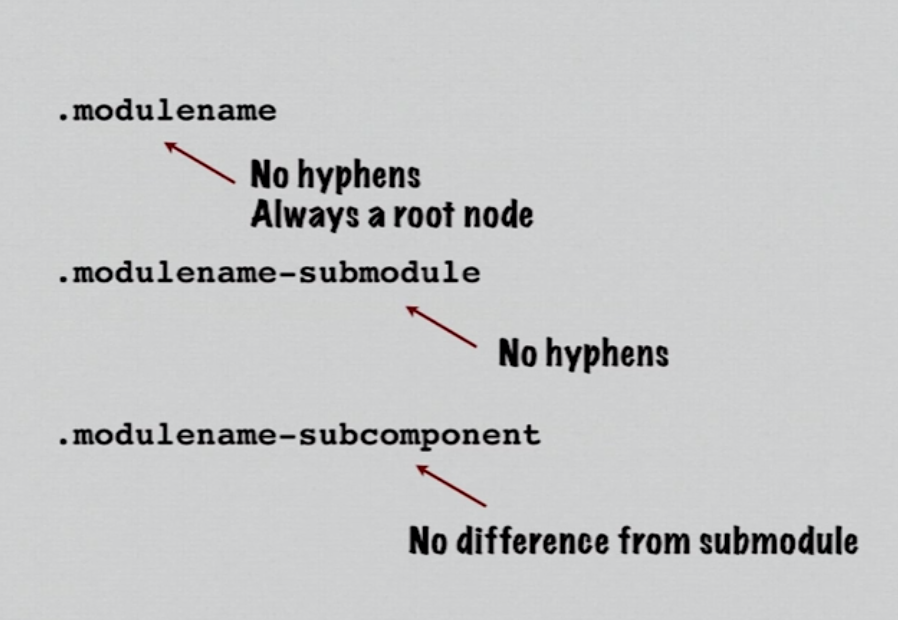 .modulename
No hyphens
Always a root node
.modulename-submodule
No hyphens
.modulename-subcomponent
No difference from submodule